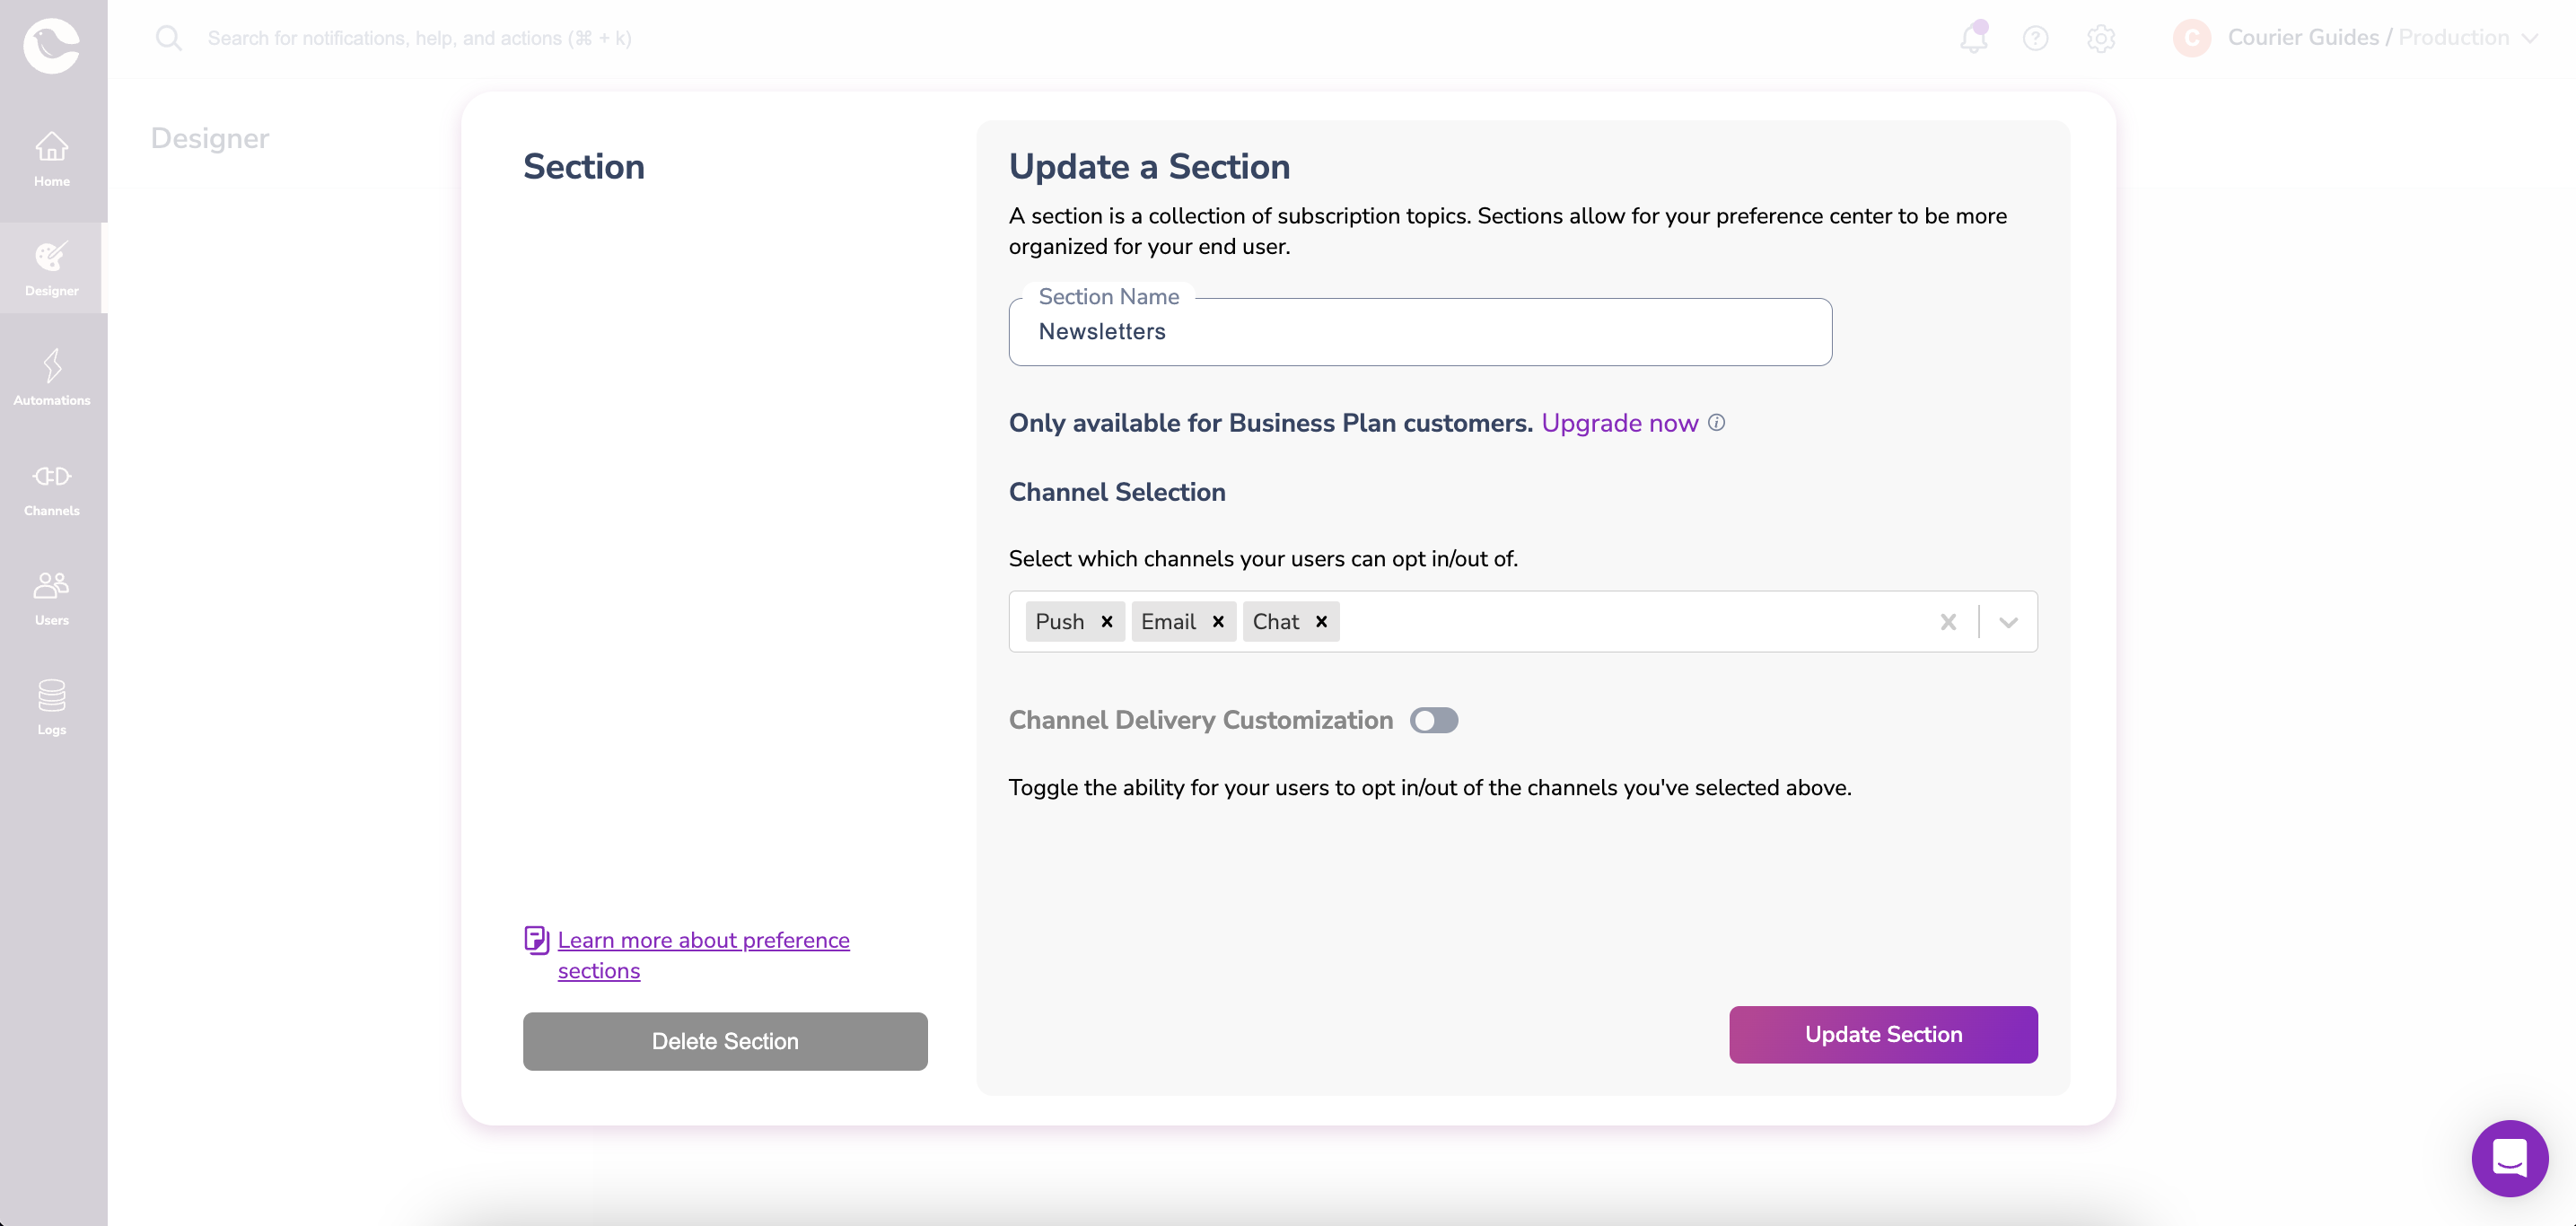 Search for notifications, help, and actions (⌘ + k)
C
Courier Guides / Production
Home
Designer
Automations
Channels
Users
Logs
Designer
Section
Learn more about preference
sections
Delete Section
Update a Section
A section is a collection of subscription topics. Sections allow for your preference center to be more
organized for your end user.
Section Name
Newsletters
Only available for Business Plan customers. Upgrade now
Channel Selection
Select which channels your users can opt in/out of.
Push Email Chat
Channel Delivery Customization
Toggle the ability for your users to opt in/out of the channels you've selected above.
Update Section